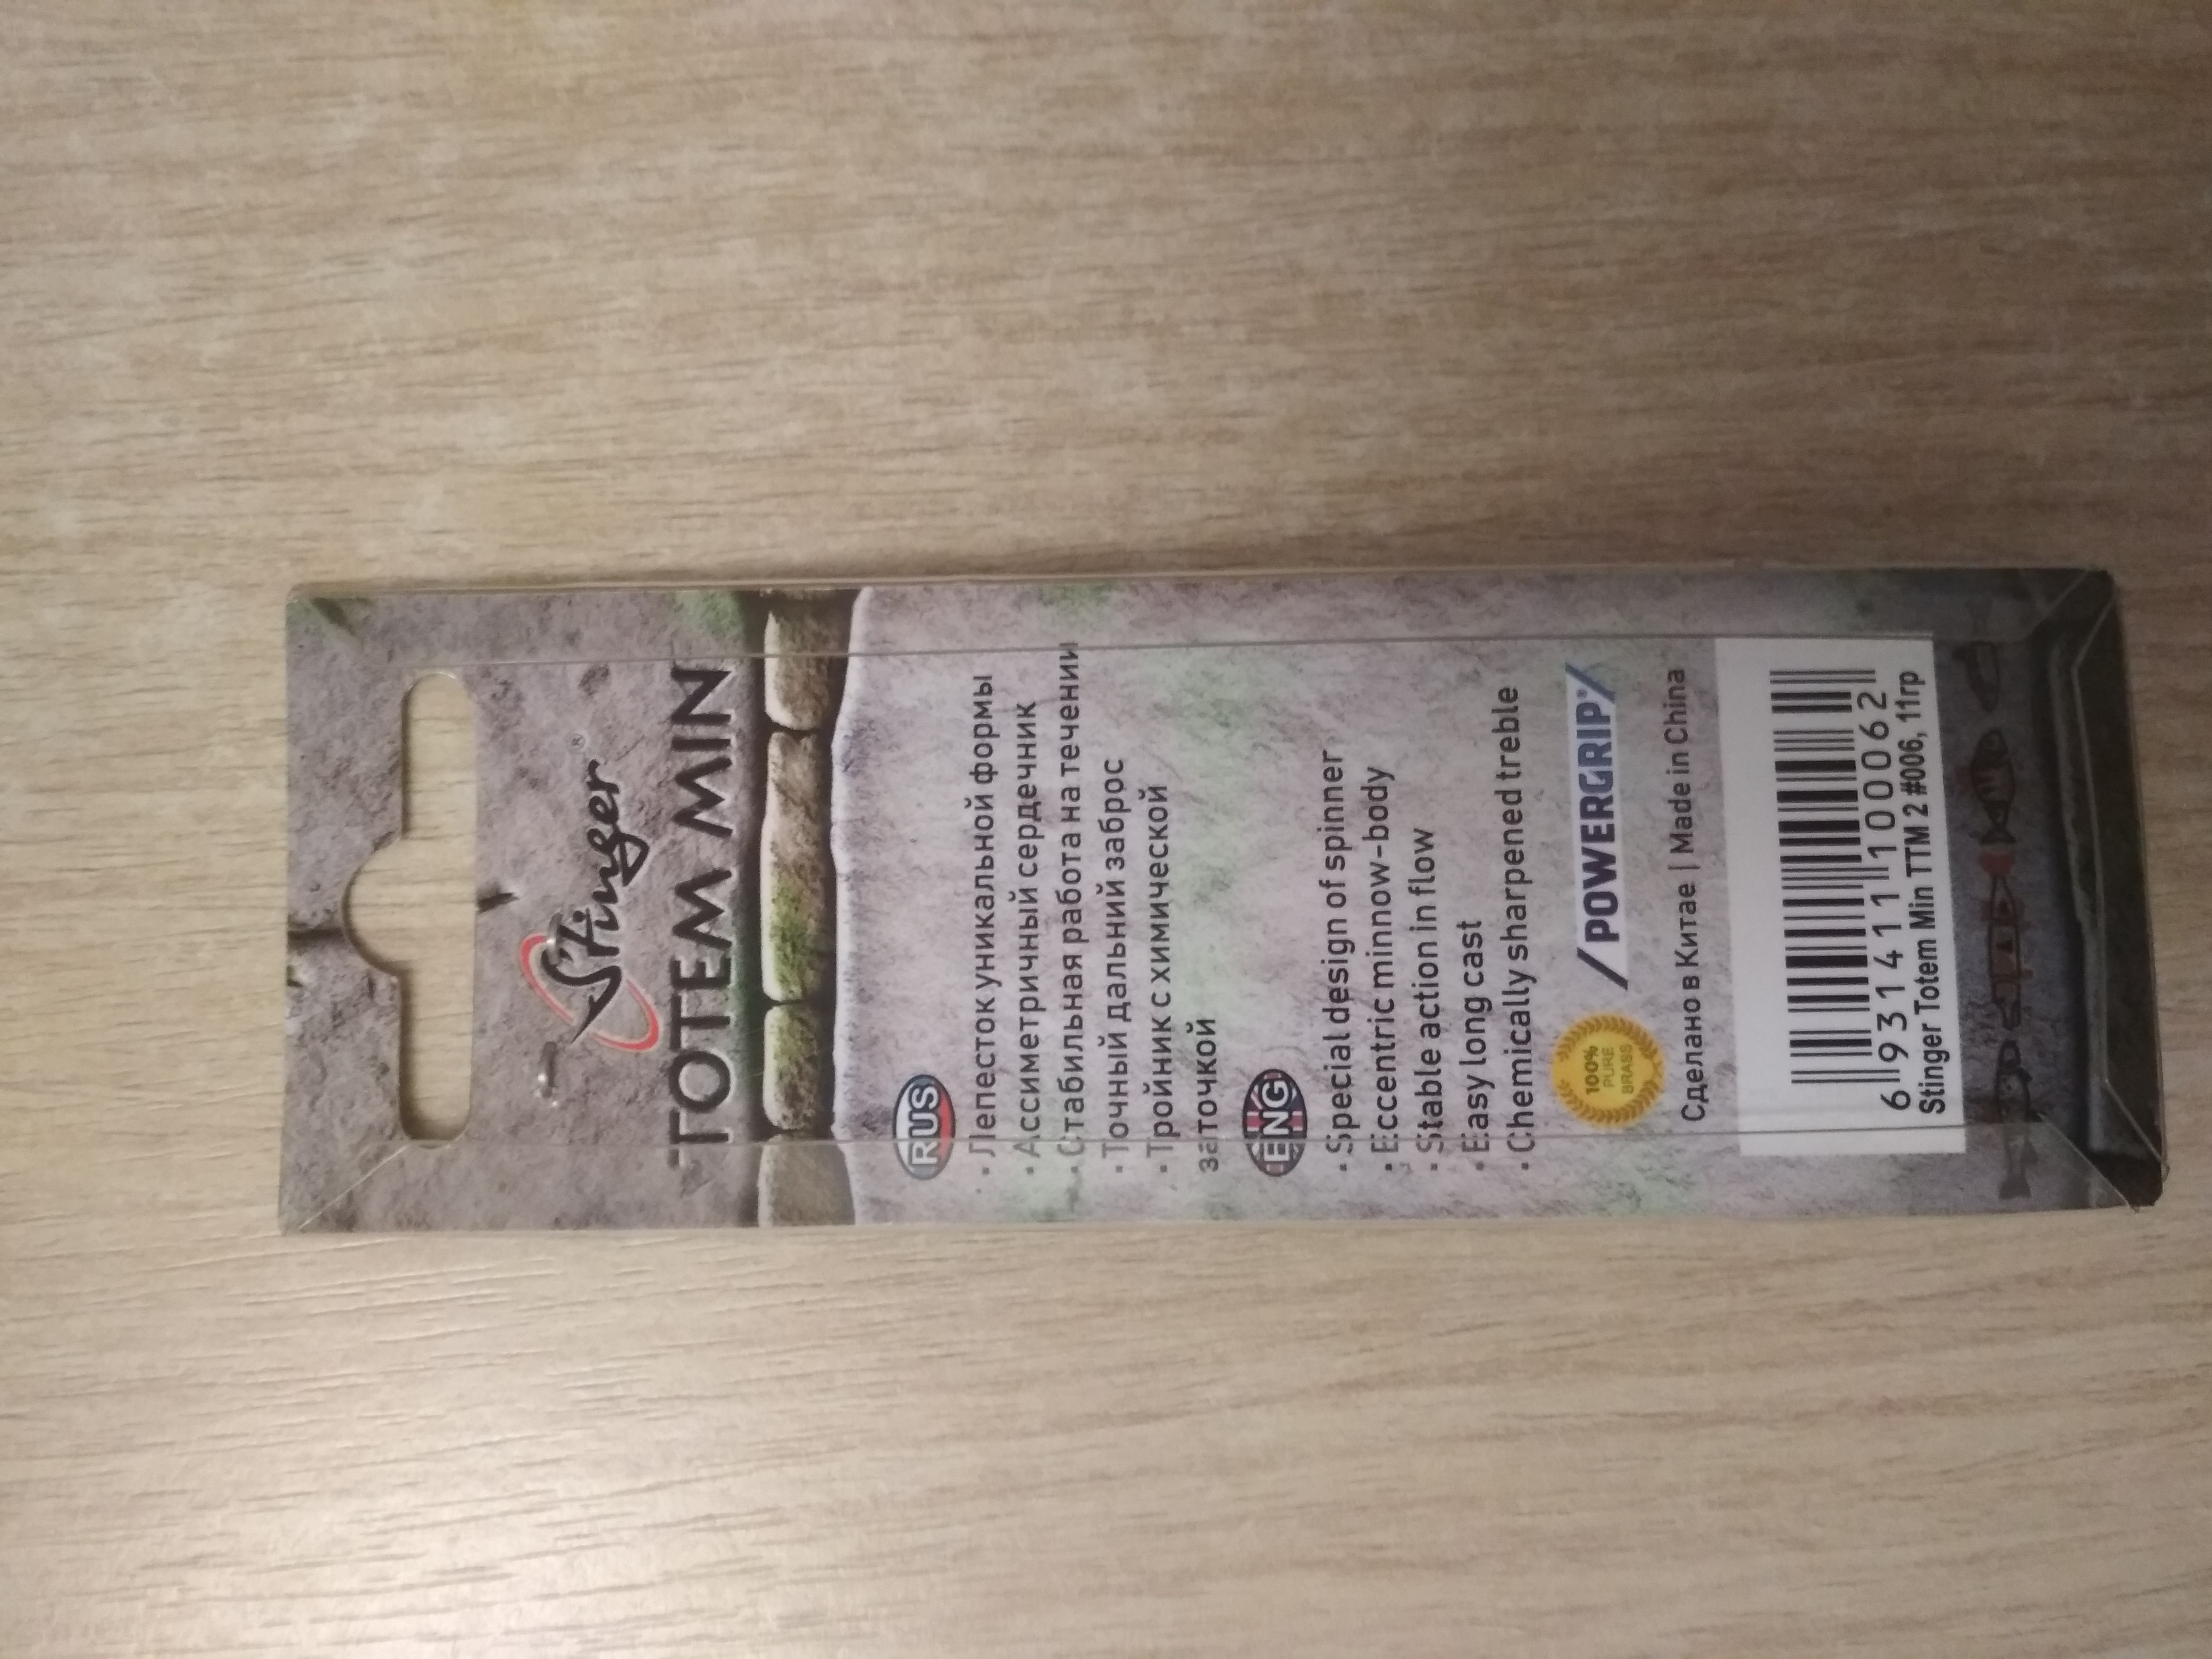 Stinger®
TOTEM MIN
RUS
· Лепесток уникальной формы
· Ассиметричный сердечник
· Стабильная работа на течении
· Точный дальний заброс
· Тройник с химической
заточкой
ENG
· Special design of spinner
· Eccentric minnow-body
· Stable action in flow
· Easy long cast
· Chemically sharpened treble
100%
PURE
BRASS
POWERGRIP®
Сделано в Китае | Made in China
6 931411 100062
Stinger Totem Min TTM 2 #006, 11гр